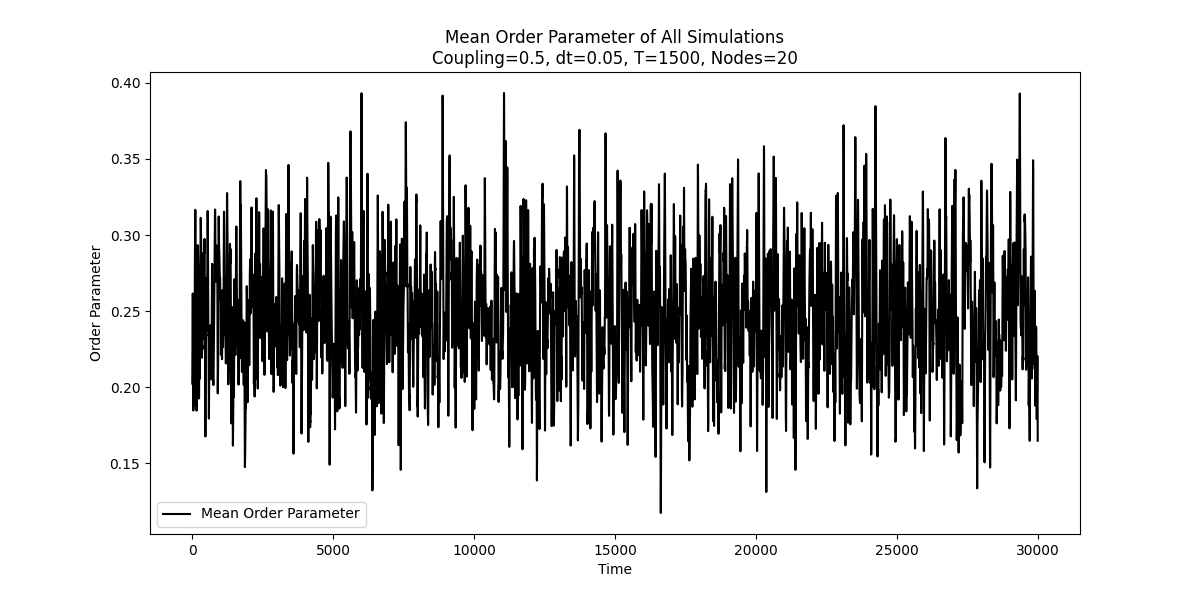 Mean Order Parameter of All Simulations
Coupling=0.5, dt=0.05, T=1500, Nodes=20
0.40
0.35
0.30
0.25
0.20
0.15
Order Parameter
Mean Order Parameter
0 5000 10000 15000 20000 25000 30000
Time